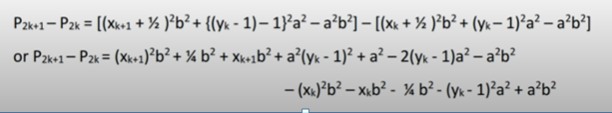 P2k+1 – P2k = [(xk+1 + ½ )²b² + {(yk - 1) – 1}²a² – a²b²] – [(xk + ½ )²b² + (yk – 1)²a² – a²b²]
or P2k+1 – P2k = (xk+1)²b² + ¼ b² + xk+1b² + a²(yk - 1)² + a² – 2(yk - 1)a² – a²b²
– (xk)²b² – xkb² - ¼ b² - (yk - 1)²a² + a²b²